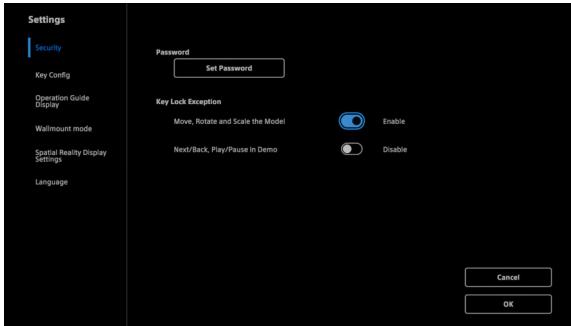 Settings
Security
Key Config
Operation Guide
Display
Wallmount mode
Spatial Reality Display
Settings
Language
Password
Set Password
Key Lock Exception
Move, Rotate and Scale the Model
Enable
Next/Back, Play/Pause in Demo
Disable
Cancel
OK